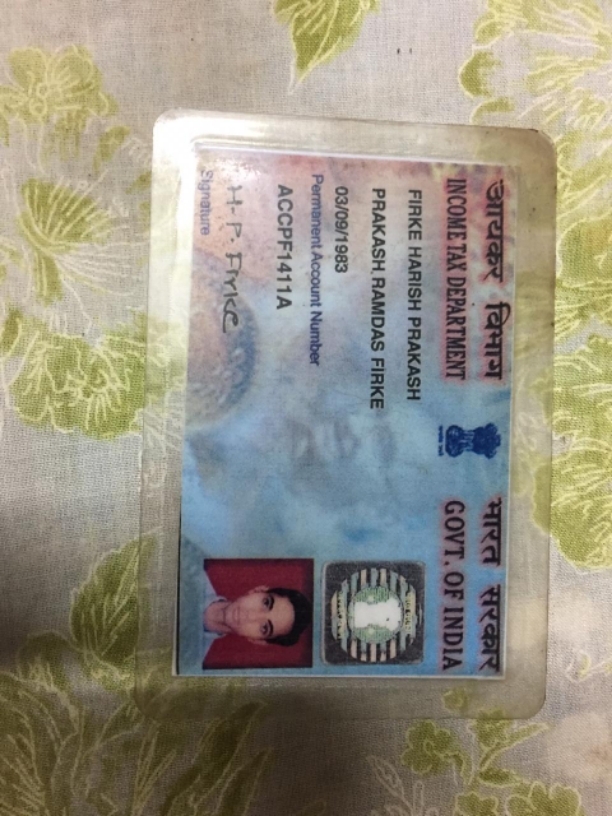 आयकर विभाग
INCOME TAX DEPARTMENT
भारत सरकार
GOVT. OF INDIA
FIRKE HARISH PRAKASH
PRAKASH RAMDAS FIRKE
03/09/1983
Permanent Account Number
ACCPF1411A
H. P. Firke
Signature